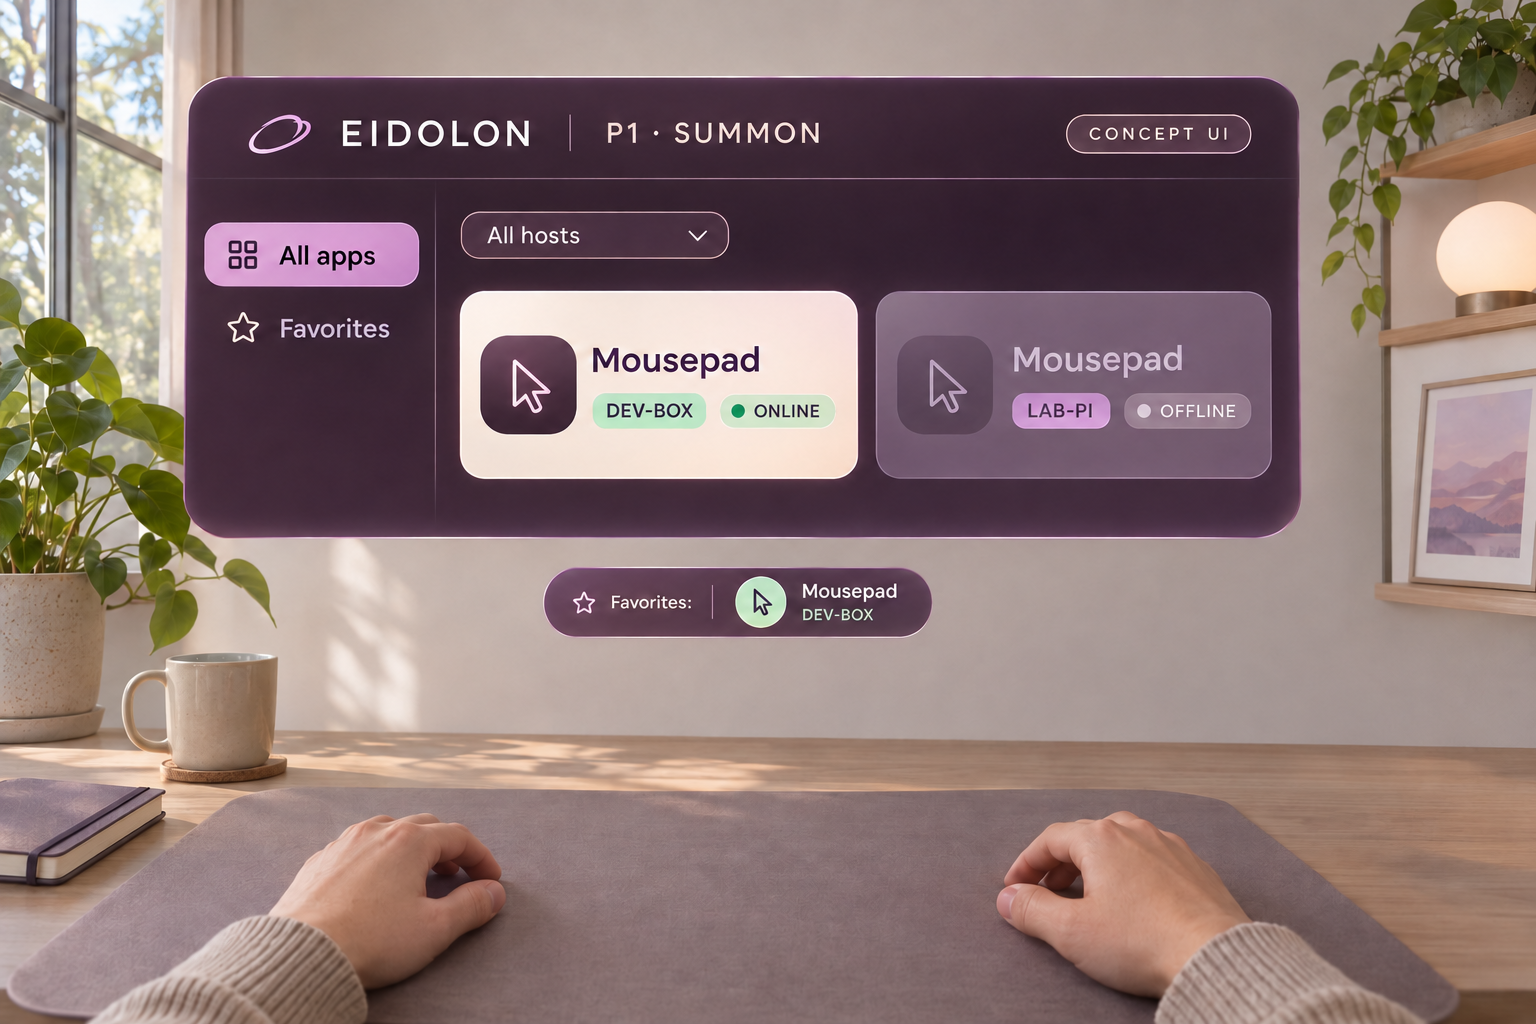 EIDOLON
P1 · SUMMON
CONCEPT UI
All apps
Favorites
All hosts
Mousepad
DEV-BOX
ONLINE
Mousepad
LAB-PI
OFFLINE
Favorites:
Mousepad
DEV-BOX